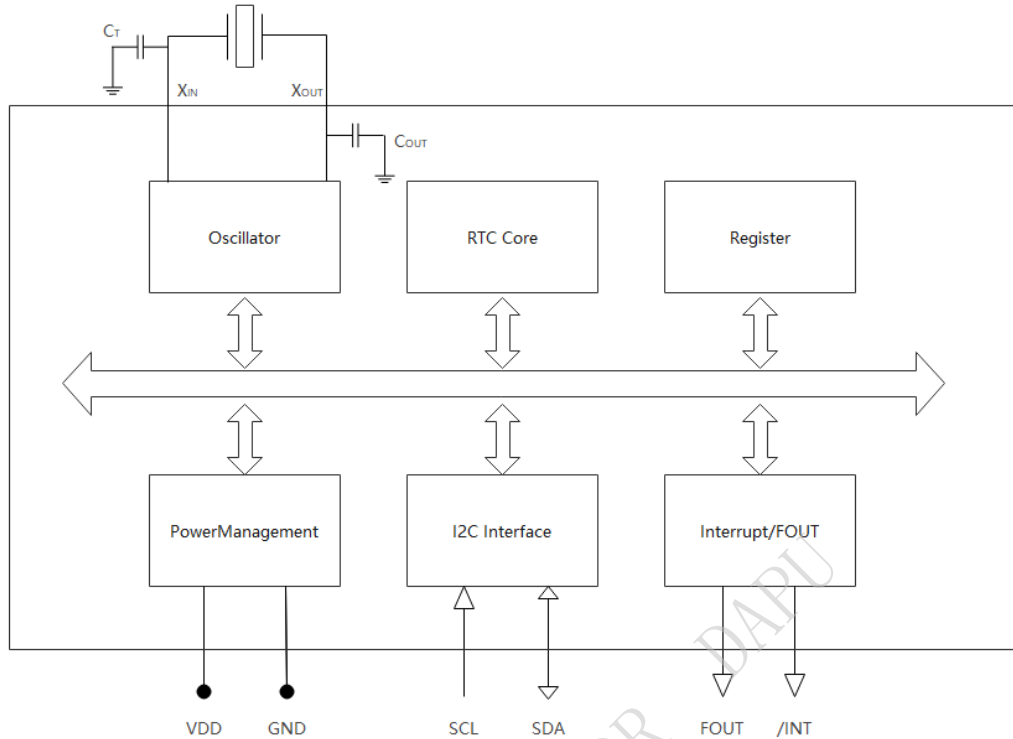 CT
XIN XOUT
COUT
Oscillator RTC Core Register
PowerManagement I2C Interface Interrupt/FOUT
DAPU
OR
VDD GND SCL SDA FOUT /INT